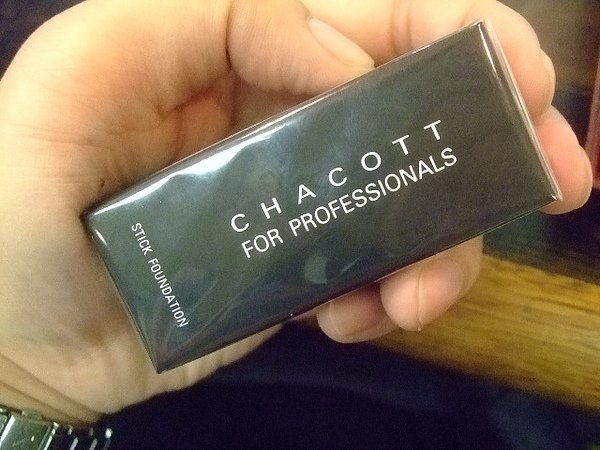 CHACOTT
FOR PROFESSIONALS
STICK FOUNDATION